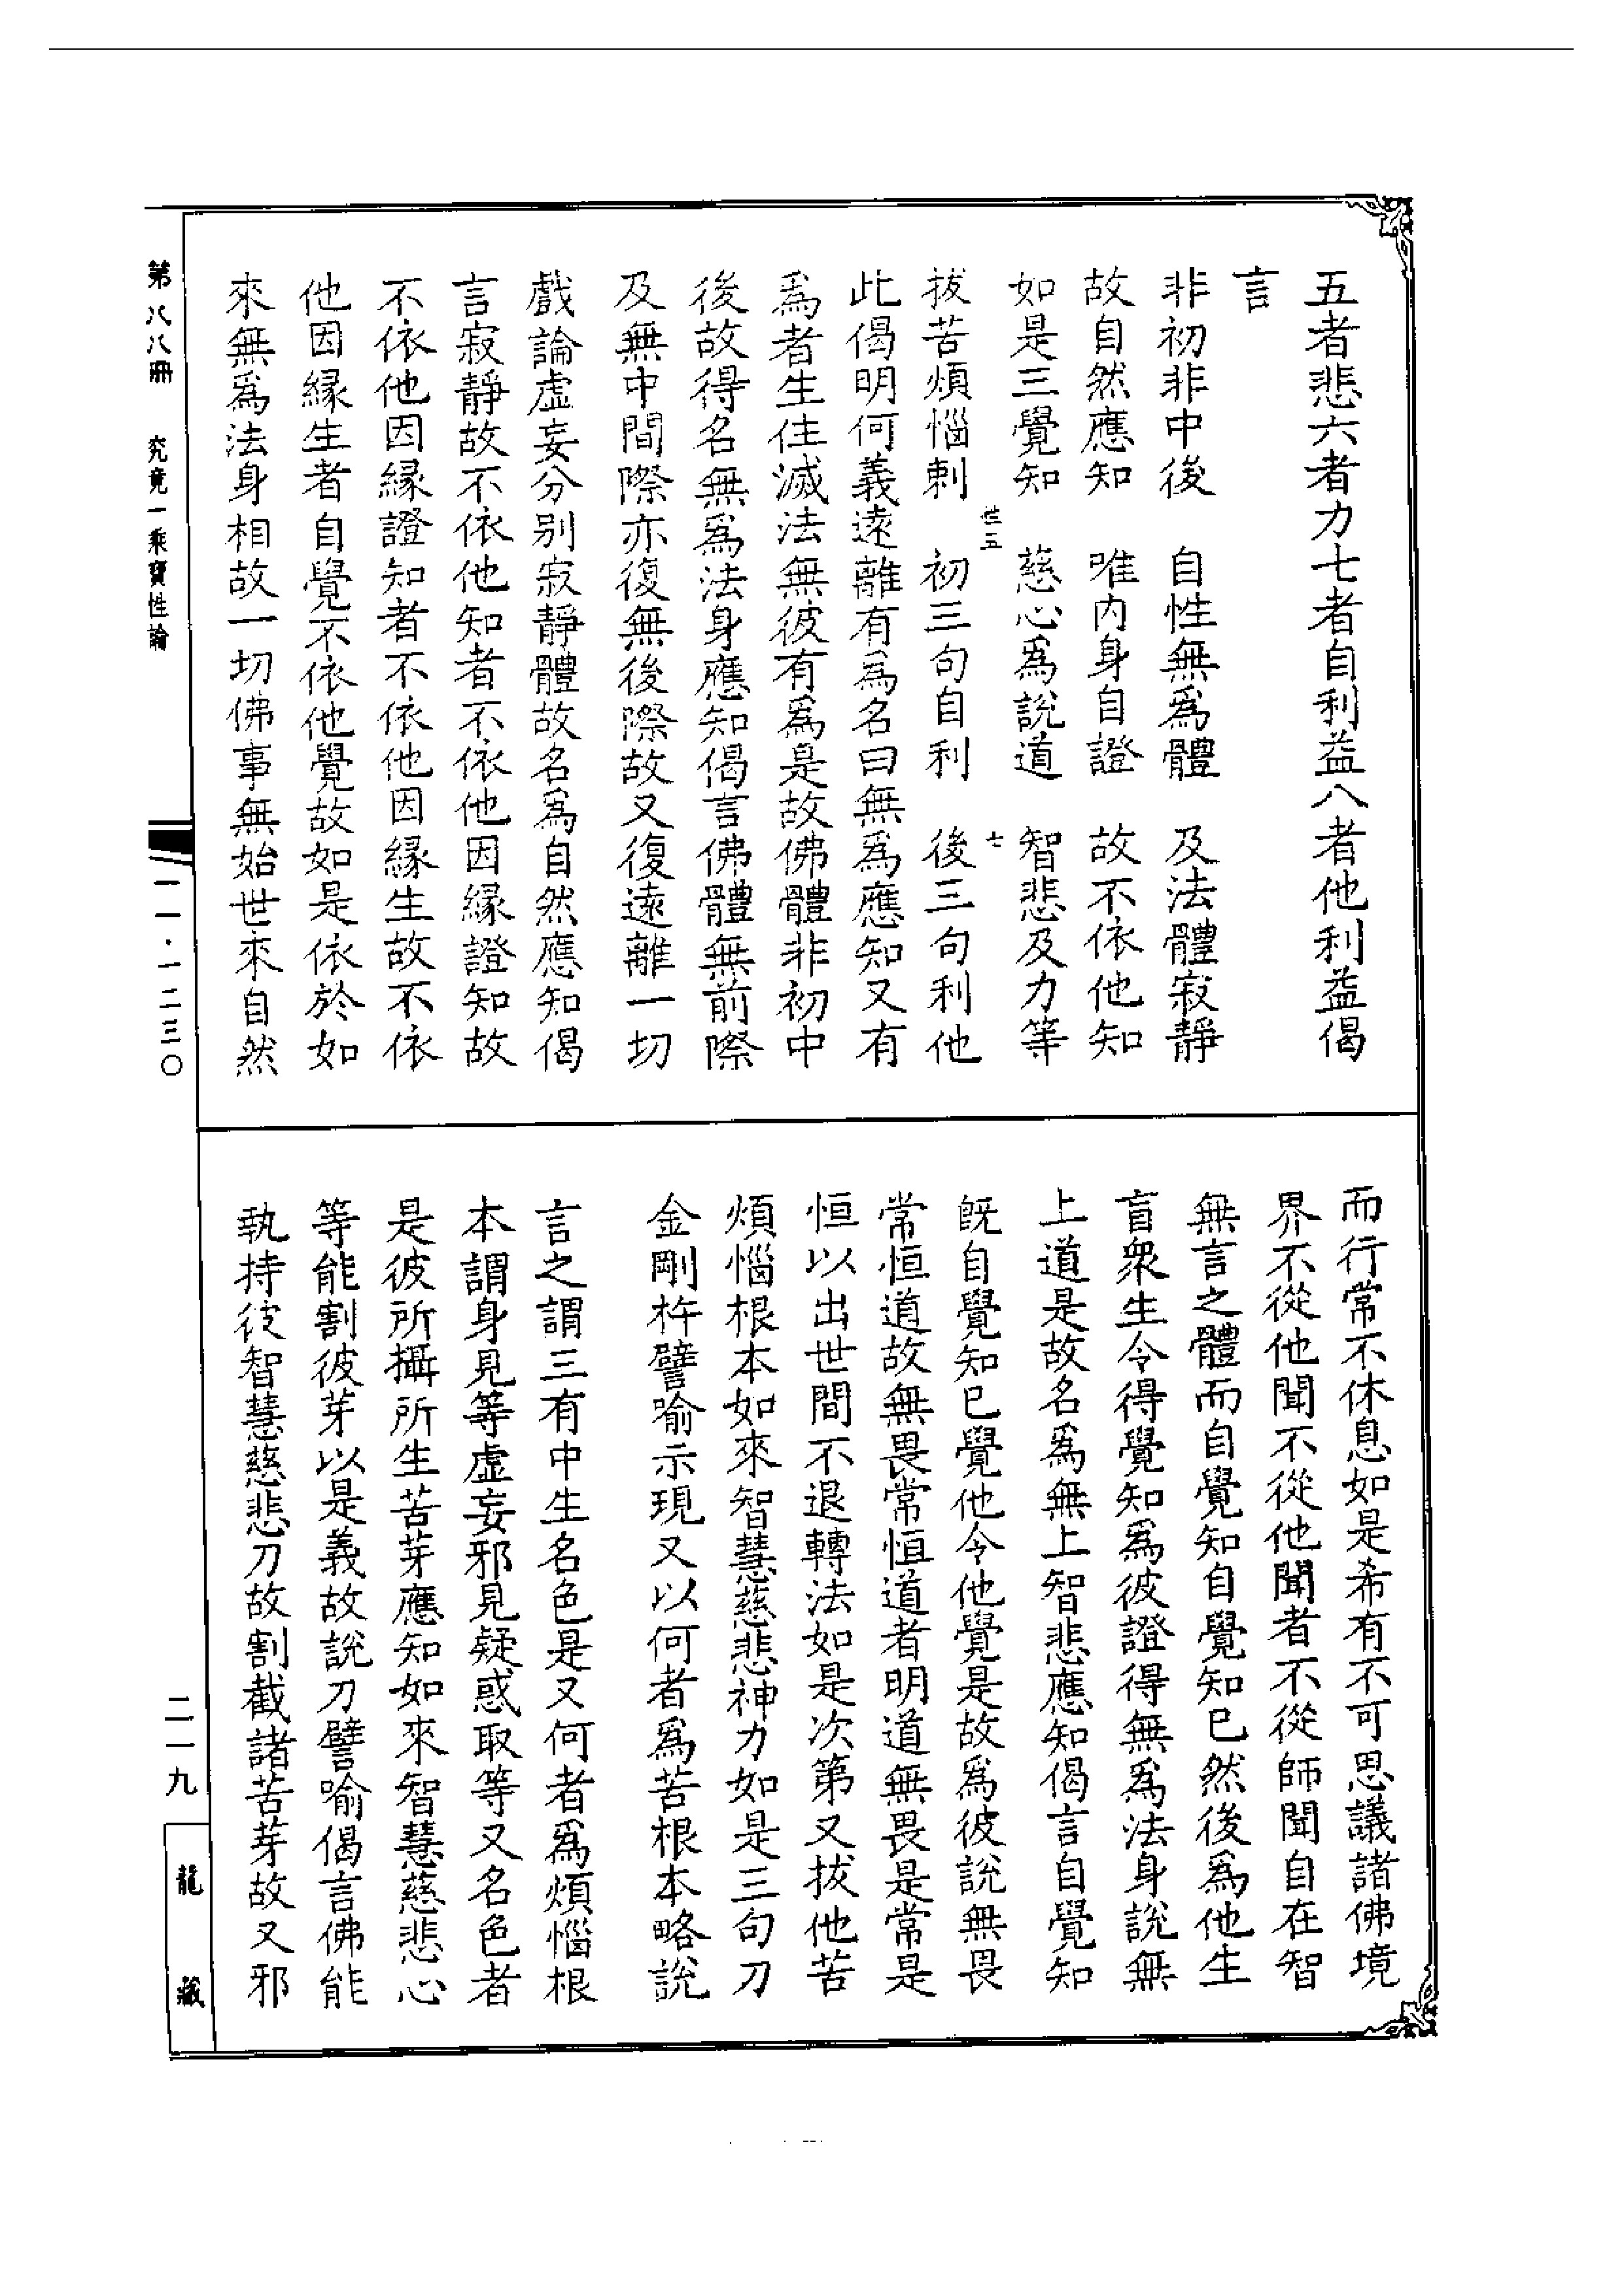 五者悲六者力七者自利益八者他利益偈
言
非初非中後　自性無爲體　及法體寂靜
故自然應知　唯内身自證　故不依他知
如是三覺知　慈心爲說道　智悲及力等
世五　七
拔苦煩惱刺　初三句自利　後三句利他
此偈明何義遠離有爲名曰無爲應知又有
爲者生住滅法無彼有爲是故佛體非初中
後故得名無爲法身應知偈言佛體無前際
及無中間際亦復無後際故又復遠離一切
戲論虛妄分别寂靜體故名爲自然應知偈
言寂靜故不依他知者不依他因緣證知故
不依他因緣證知者不依他因緣生故不依
他因緣生者自覺不依他覺故如是依於如
來無爲法身相故一切佛事無始世來自然
而行常不休息如是希有不可思議諸佛境
界不從他聞不從他聞者不從師聞自在智
無言之體而自覺知自覺知已然後爲他生
盲衆生令得覺知爲彼證得無爲法身說無
上道是故名爲無上智悲應知偈言自覺知
既自覺知已覺他令他覺是故爲彼說無畏
常恒道故無畏常恒道者明道無畏是常是
恒以出世間不退轉法如是次第又拔他苦
煩惱根本如來智慧慈悲神力如是三句刀
金剛杵譬喻示現又以何者爲苦根本略說
言之謂三有中生名色是又何者爲煩惱根
本謂身見等虛妄邪見疑惑取等又名色者
是彼所攝所生苦芽應知如來智慧慈悲心
等能割彼芽以是義故說刀譬喻偈言佛能
執持彼智慧慈悲刀故割截諸苦芽故又邪
第八八冊　究竟一乘寶性論
一一·一二三〇
二一九
龍藏